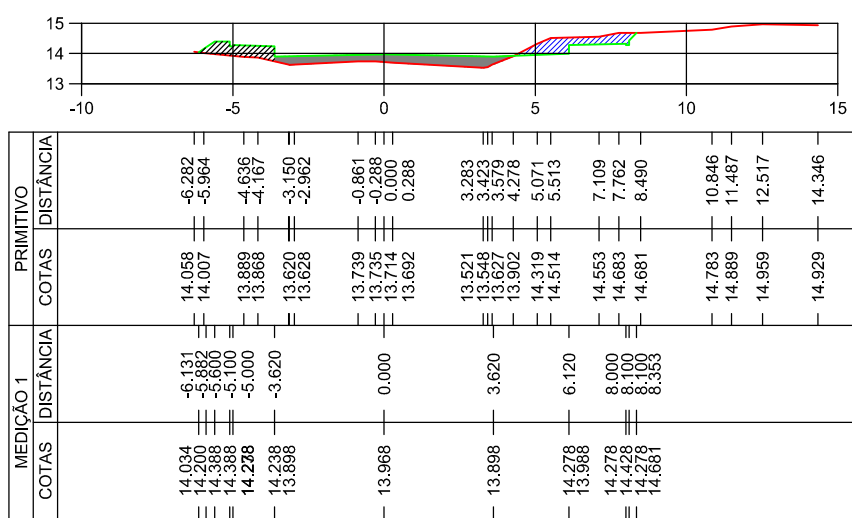 15
14
13
-10 -5 0 5 10 15
PRIMITIVO
DISTÂNCIA
-6.282 -5.964 -4.636 -4.167 -3.150 -2.962 -0.861 -0.288 0.000 0.288 3.283 3.423 3.579 4.278 5.071 5.513 7.109 7.762 8.490 10.846 11.487 12.517 14.346
COTAS
14.058 14.007 13.889 13.868 13.620 13.628 13.739 13.735 13.714 13.692 13.521 13.548 13.627 13.902 14.319 14.514 14.553 14.683 14.681 14.783 14.889 14.959 14.929
MEDIÇÃO 1
DISTÂNCIA
-6.131 -5.882 -5.600 -5.100 -5.000 -3.620 0.000 3.620 6.120 8.000 8.100 8.100 8.353
COTAS
14.034 14.200 14.388 14.388 14.238 13.898 13.968 13.898 14.278 13.988 14.278 14.428 14.278 14.681